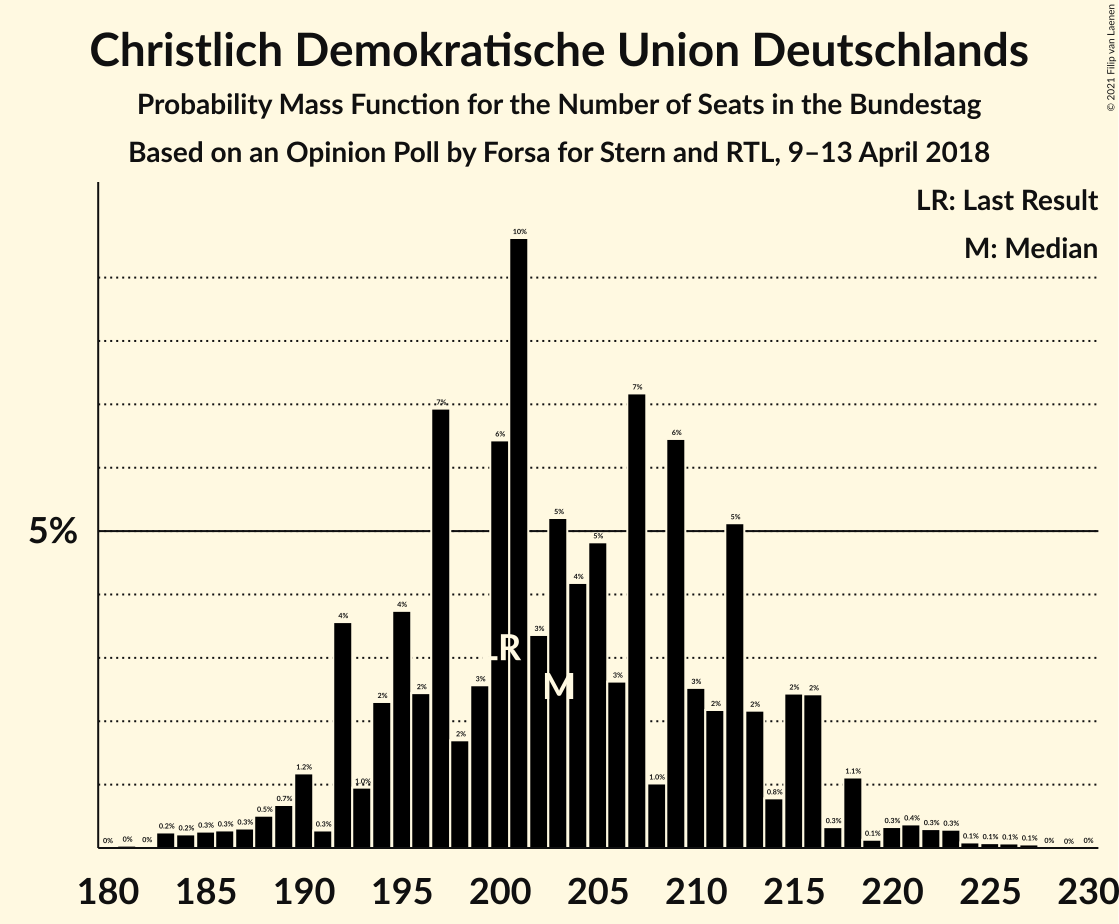 Christlich Demokratische Union Deutschlands
Probability Mass Function for the Number of Seats in the Bundestag
Based on an Opinion Poll by Forsa for Stern and RTL, 9–13 April 2018
© 2021 Filip van Laenen
LR: Last Result
M: Median
5%
0% 0% 0% 0.2% 0.2% 0.3% 0.3% 0.3% 0.5% 0.7% 1.2% 0.3% 4% 1.0% 2% 4% 2% 7% 2% 3% 6% 10% 3% 5% 4% 5% 3% 7% 1.0% 6% 3% 2% 5% 2% 0.8% 2% 2% 0.3% 1.1% 0.1% 0.3% 0.4% 0.3% 0.3% 0.1% 0.1% 0.1% 0.1% 0% 0% 0%
LR
M
180 185 190 195 200 205 210 215 220 225 230